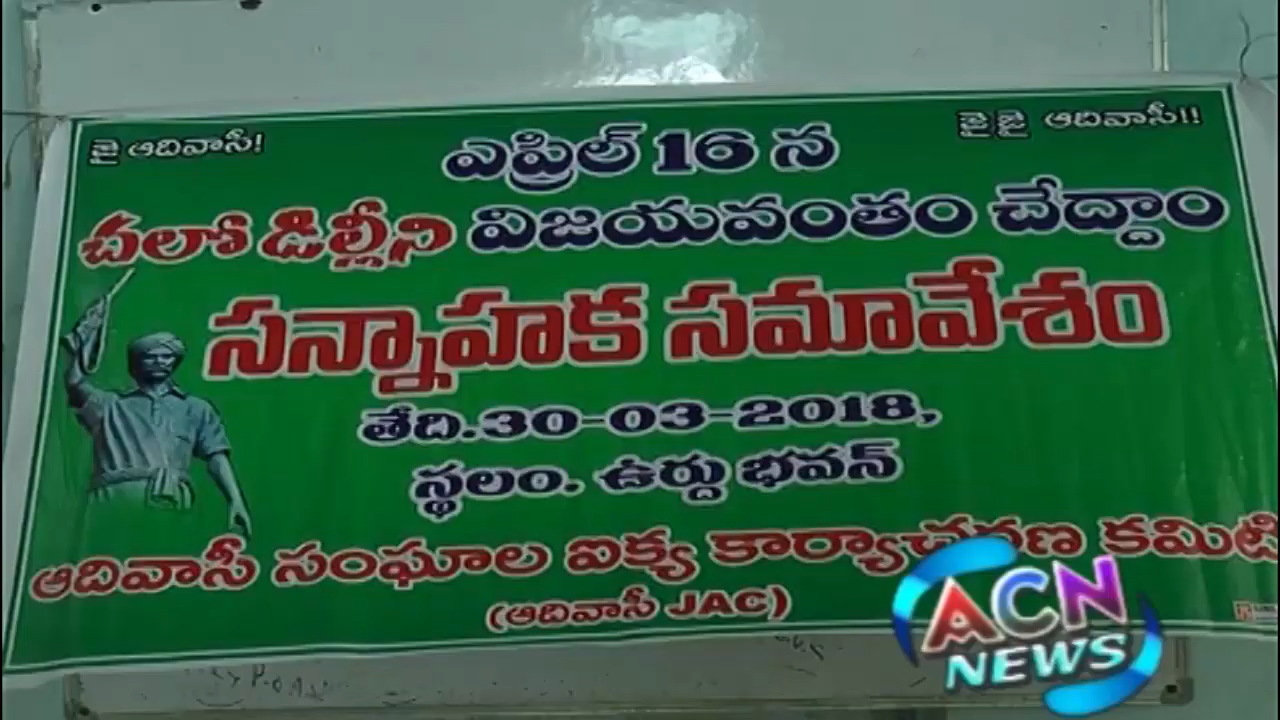 జై ఆదివాసీ!
జై జై ఆదివాసీ!!
ఎప్రిల్ 16 న
చలో డిల్లీని విజయవంతం చేద్దాం
సన్నాహక సమావేశం
తేది.30-03-2018,
స్థలం. ఉర్దు భవన్
ఆదివాసీ సంఘాల ఐక్య కార్యాచరణ కమిటి
(ఆదివాసీ JAC)
ACN
NEWS